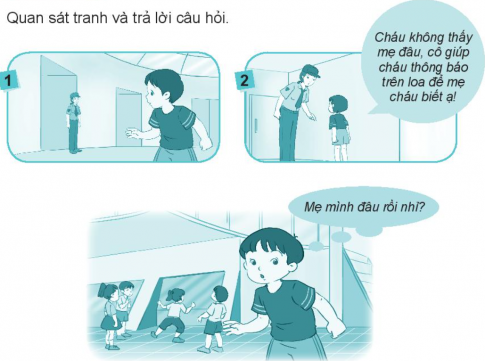 Quan sát tranh và trả lời câu hỏi.
1
2
Cháu không thấy
mẹ đâu, cô giúp
cháu thông báo
trên loa để mẹ
cháu biết ạ!
Mẹ mình đâu rồi nhỉ?